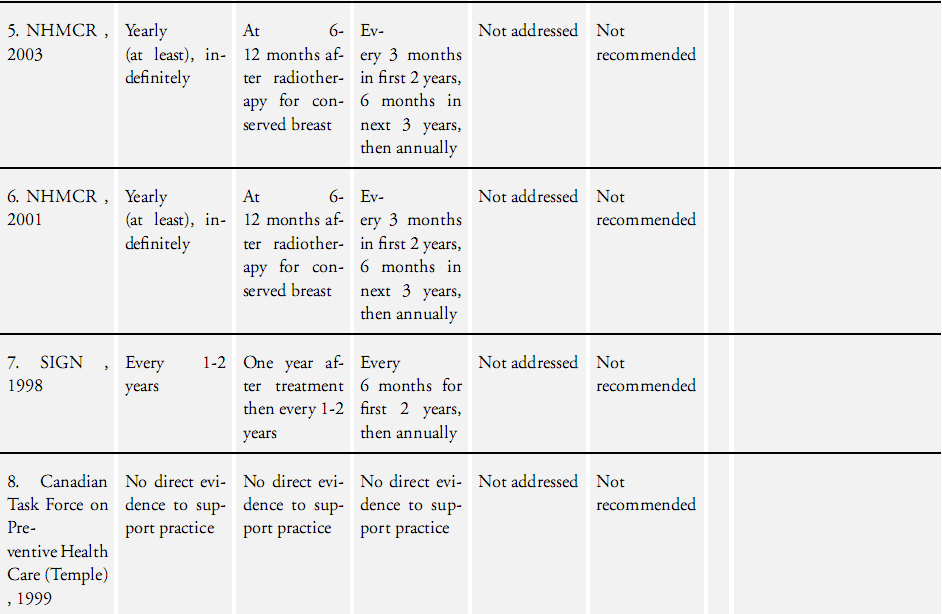 5. NHMCR ,
2003
Yearly
(at least), in-
definitely
At 6-
12 months af-
ter radiother-
apy for con-
served breast
Ev-
ery 3 months
in first 2 years,
6 months in
next 3 years,
then annually
Not addressed
Not
recommended
6. NHMCR ,
2001
Yearly
(at least), in-
definitely
At 6-
12 months af-
ter radiother-
apy for con-
served breast
Ev-
ery 3 months
in first 2 years,
6 months in
next 3 years,
then annually
Not addressed
Not
recommended
7. SIGN ,
1998
Every 1-2
years
One year af-
ter treatment
then every 1-2
years
Every
6 months for
first 2 years,
then annually
Not addressed
Not
recommended
8. Canadian
Task Force on
Pre-
ventive Health
Care (Temple)
, 1999
No direct evi-
dence to sup-
port practice
No direct evi-
dence to sup-
port practice
No direct evi-
dence to sup-
port practice
Not addressed
Not
recommended